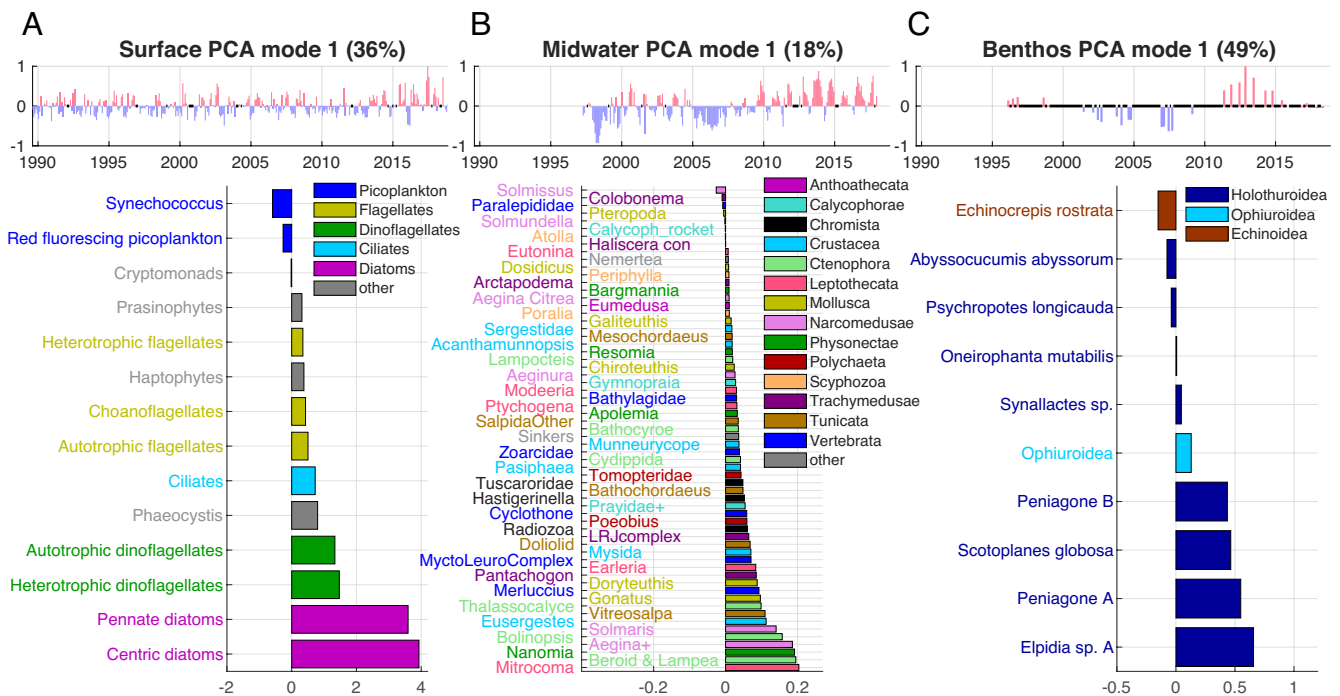 A
B
C
Surface PCA mode 1 (36%)
Midwater PCA mode 1 (18%)
Benthos PCA mode 1 (49%)
1
0
-1
1990
1995
2000
2005
2010
2015
1
0
-1
1990
1995
2000
2005
2010
2015
1
0
-1
1990
1995
2000
2005
2010
2015
Synechococcus
Red fluorescing picoplankton
Cryptomonads
Prasinophytes
Heterotrophic flagellates
Haptophytes
Choanoflagellates
Autotrophic flagellates
Ciliates
Phaeocystis
Autotrophic dinoflagellates
Heterotrophic dinoflagellates
Pennate diatoms
Centric diatoms
-2
0
2
4
Picoplankton
Flagellates
Dinoflagellates
Ciliates
Diatoms
other
Solmissus
Colobonema
Paralepididae
Pteropoda
Solmundella
Calycoph_rocket
Atolla
Haliscera con
Eutonina
Nemertea
Dosidicus
Periphylla
Arctapodema
Bargmannia
Aegina Citrea
Eumedusa
Poralia
Galiteuthis
Sergestidae
Mesochordaeus
Acanthamunnopsis
Resomia
Lampocteis
Chiroteuthis
Aeginura
Gymnopraia
Modeeria
Bathylagidae
Ptychogena
Apolemia
SalpidaOther
Bathocyroe
Sinkers
Munneurycope
Zoarcidae
Cydippida
Pasiphaea
Tomopteridae
Tuscaroridae
Bathochordaeus
Hastigerinella
Prayidae+
Cyclothone
Poeobius
Radiozoa
LRJcomplex
Doliolid
Mysida
MyctoLeuroComplex
Earleria
Pantachogon
Doryteuthis
Merluccius
Gonatus
Thalassocalyce
Vitreosalpa
Eusergestes
Solmaris
Bolinopsis
Aegina+
Nanomia
Beroid & Lampea
Mitrocoma
-0.2
0
0.2
Anthoathecata
Calycophorae
Chromista
Crustacea
Ctenophora
Leptothecata
Mollusca
Narcomedusae
Physonectae
Polychaeta
Scyphozoa
Trachymedusae
Tunicata
Vertebrata
other
Echinocrepis rostrata
Abyssocucumis abyssorum
Psychropotes longicauda
Oneirophanta mutabilis
Synallactes sp.
Ophiuroidea
Peniagone B
Scotoplanes globosa
Peniagone A
Elpidia sp. A
-0.5
0
0.5
1
Holothuroidea
Ophiuroidea
Echinoidea